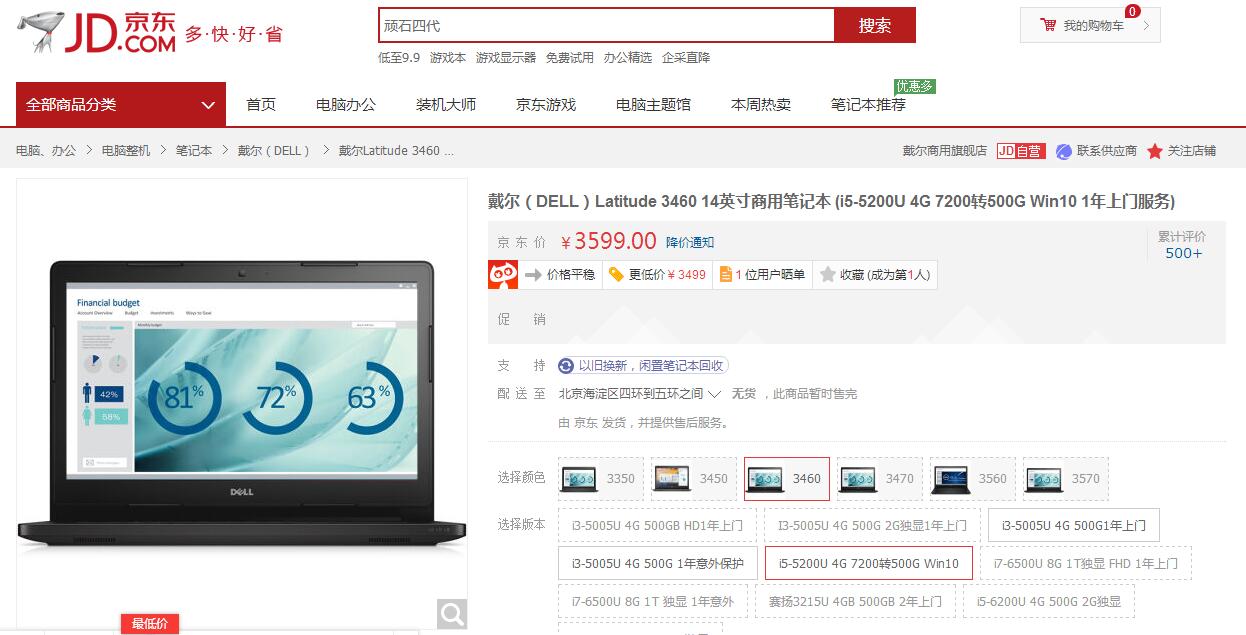 JD.COM 京东
多·快·好·省
顽石四代
搜索
0
我的购物车
低至9.9 游戏本 游戏显示器 免费试用 办公精选 企采直降
优惠多
全部商品分类 首页 电脑办公 装机大师 京东游戏 电脑主题馆 本周热卖 笔记本推荐
电脑、办公 > 电脑整机 > 笔记本 > 戴尔（DELL） > 戴尔Latitude 3460 ...
戴尔商用旗舰店 JD自营 联系供应商 关注店铺
戴尔（DELL）Latitude 3460 14英寸商用笔记本 (i5-5200U 4G 7200转500G Win10 1年上门服务)
京东价 ￥3599.00 降价通知
累计评价
500+
价格平稳 更低价￥3499 1 位用户晒单 收藏 (成为第1人)
促 销
支 持 以旧换新，闲置笔记本回收
配送至 北京海淀区四环到五环之间 无货 ，此商品暂时售完
由 京东 发货，并提供售后服务。
选择颜色 3350 3450 3460 3470 3560 3570
选择版本 i3-5005U 4G 500GB HD1年上门 I3-5005U 4G 500G 2G独显1年上门 i3-5005U 4G 500G1年上门
i3-5005U 4G 500G 1年意外保护 i5-5200U 4G 7200转500G Win10 i7-6500U 8G 1T独显 FHD 1年上门
i7-6500U 8G 1T 独显 1年意外 赛扬3215U 4GB 500GB 2年上门 i5-6200U 4G 500G 2G独显
Financial budget
Account Overview Budget Investments Ways to Save
Monthly budget
81% 72% 63%
42%
58%
DELL
最低价